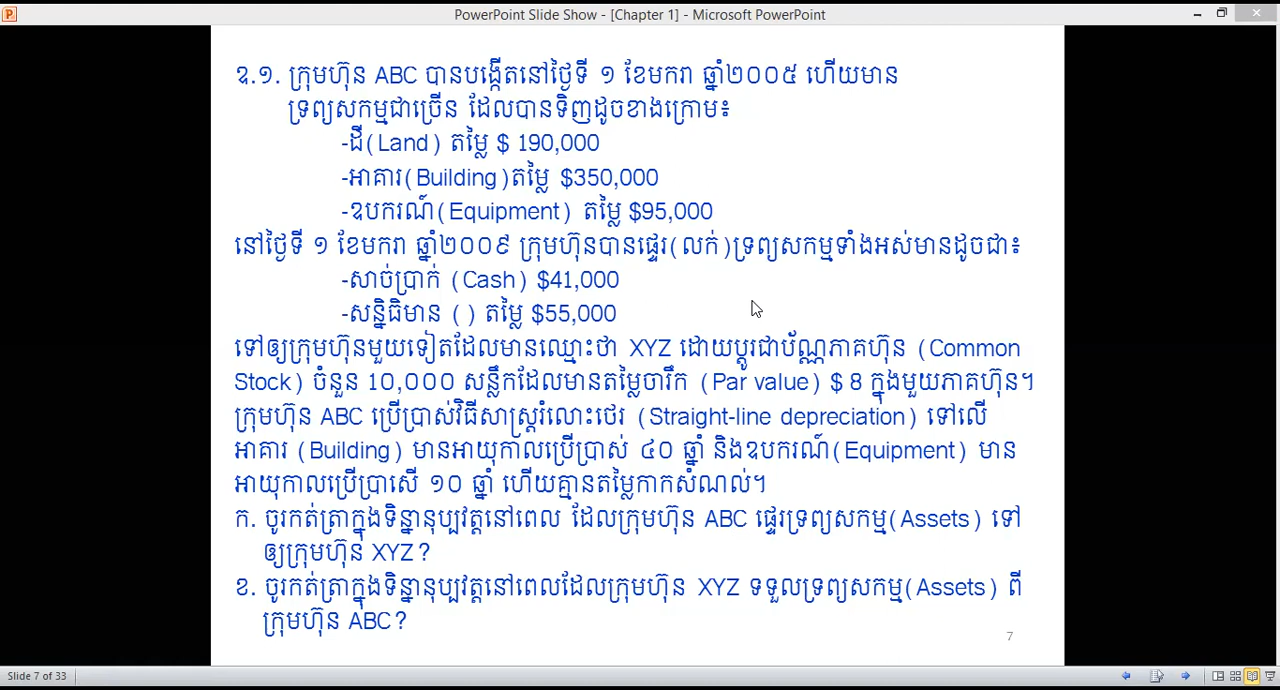 PowerPoint Slide Show - [Chapter 1] - Microsoft PowerPoint
ឧ.១. ក្រុមហ៊ុន ABC បានបង្កើតនៅថ្ងៃទី ១ ខែមករា ឆ្នាំ២០០៥ ហើយមាន
ទ្រព្យសកម្មជាច្រើន ដែលបានទិញដូចខាងក្រោម៖
-ដី(Land) តម្លៃ $ 190,000
-អាគារ(Building)តម្លៃ $350,000
-ឧបករណ៍(Equipment) តម្លៃ $95,000
នៅថ្ងៃទី ១ ខែមករា ឆ្នាំ២០០៩ ក្រុមហ៊ុនបានផ្ទេរ(លក់)ទ្រព្យសកម្មទាំងអស់មានដូចជា៖
-សាច់ប្រាក់ (Cash) $41,000
-សន្និធិមាន ( ) តម្លៃ $55,000
ទៅឲ្យក្រុមហ៊ុនមួយទៀតដែលមានឈ្មោះថា XYZ ដោយប្តូរជាប័ណ្ណភាគហ៊ុន (Common
Stock) ចំនួន 10,000 សន្លឹកដែលមានតម្លៃចារឹក (Par value) $ 8 ក្នុងមួយភាគហ៊ុន។
ក្រុមហ៊ុន ABC ប្រើប្រាស់វិធីសាស្ត្ររំលោះថេរ (Straight-line depreciation) ទៅលើ
អាគារ (Building) មានអាយុកាលប្រើប្រាស់ ៤០ ឆ្នាំ និងឧបករណ៍(Equipment) មាន
អាយុកាលប្រើប្រាសើ ១០ ឆ្នាំ ហើយគ្មានតម្លៃកាកសំណល់។
ក. ចូរកត់ត្រាក្នុងទិន្នានុប្បវត្តនៅពេល ដែលក្រុមហ៊ុន ABC ផ្ទេរទ្រព្យសកម្ម(Assets) ទៅ
ឲ្យក្រុមហ៊ុន XYZ?
ខ. ចូរកត់ត្រាក្នុងទិន្នានុប្បវត្តនៅពេលដែលក្រុមហ៊ុន XYZ ទទួលទ្រព្យសកម្ម(Assets) ពី
ក្រុមហ៊ុន ABC?
7
Slide 7 of 33